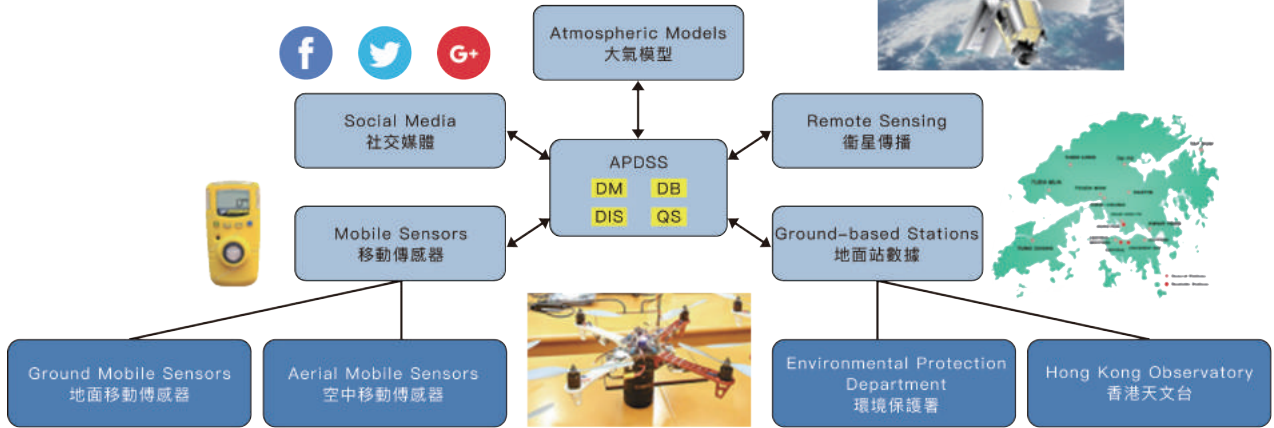 f
G+
Atmospheric Models
大氣模型
Social Media
社交媒體
Remote Sensing
衞星傳播
APDSS
DM
DB
DIS
QS
Mobile Sensors
移動傳感器
Ground-based Stations
地面站數據
Ground Mobile Sensors
地面移動傳感器
Aerial Mobile Sensors
空中移動傳感器
Environmental Protection
Department
環境保護署
Hong Kong Observatory
香港天文台